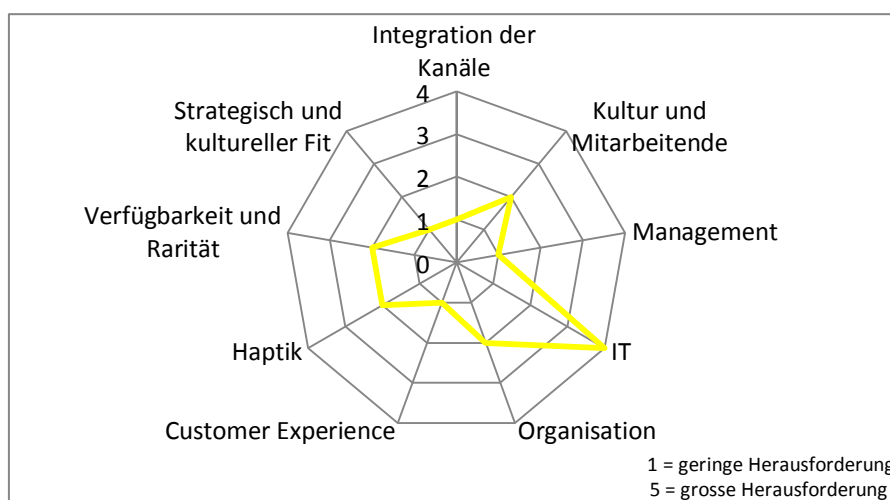 Integration der
Kanäle
Kultur und
Mitarbeitende
Management
IT
Organisation
Customer Experience
Haptik
Verfügbarkeit und
Rarität
Strategisch und
kultureller Fit
4
3
2
1
0
1 = geringe Herausforderung
5 = grosse Herausforderung